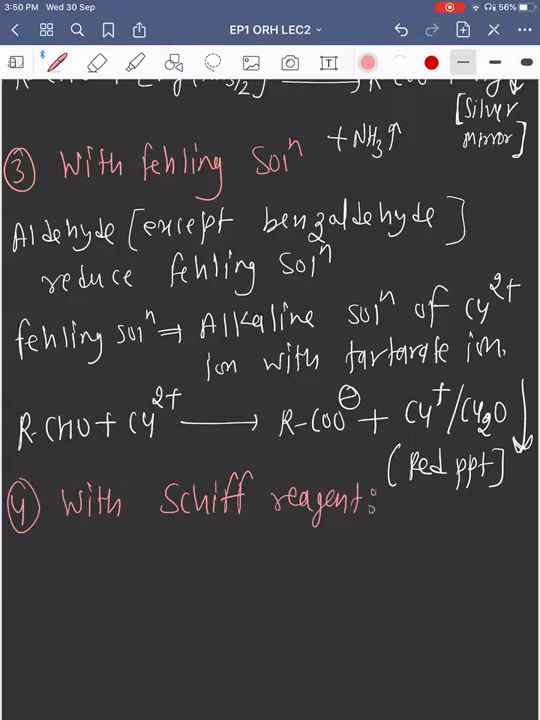 3:50 PM Wed 30 Sep 56%
EP1 ORH LEC2
[Silver
mirror]
+ NH3↑
③ With fehling Solⁿ
Aldehyde [except benzaldehyde]
reduce fehling Solⁿ
fehling solⁿ ⇒ Alkaline solⁿ of Cu²⁺
ion with tartarate ion.
R-CHO + Cu²⁺ ⟶ R-COO⊖ + Cu⁺/Cu2O ↓
(Red ppt)
④ With Schiff reagent: